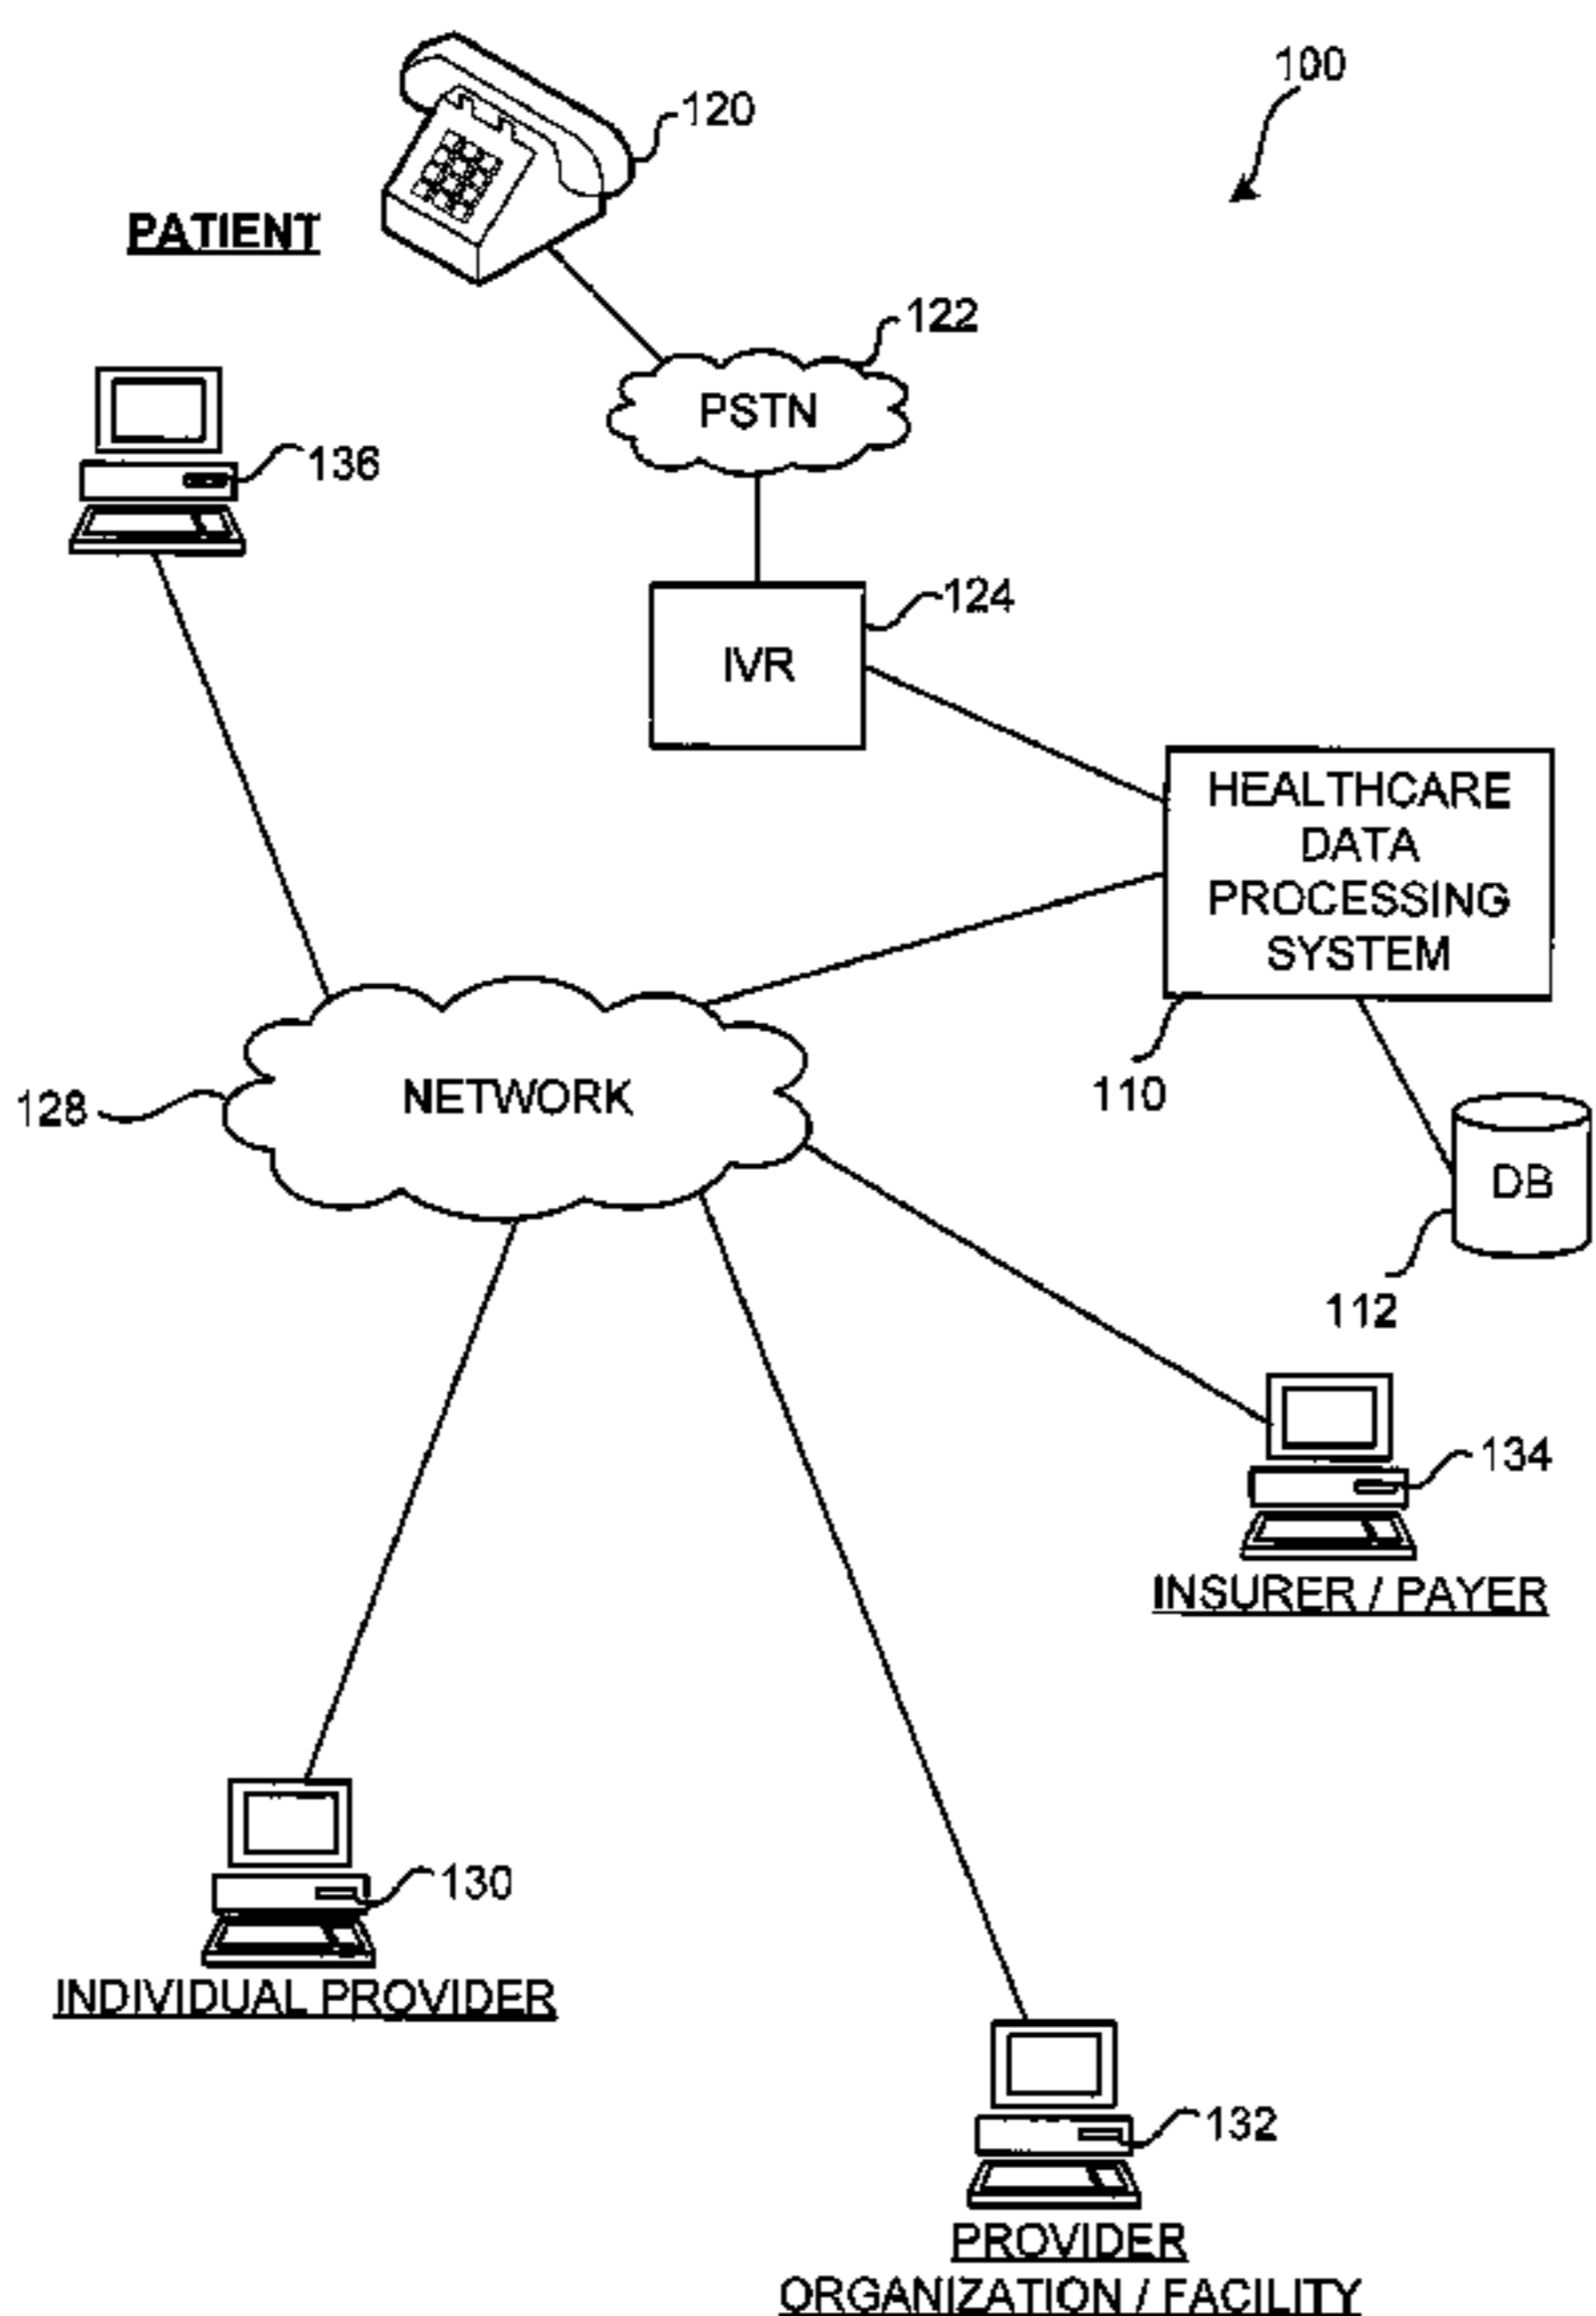 100
120
PATIENT
122
PSTN
136
124
IVR
HEALTHCARE
DATA
PROCESSING
SYSTEM
110
128
NETWORK
DB
112
134
INSURER / PAYER
130
INDIVIDUAL PROVIDER
132
PROVIDER
ORGANIZATION / FACILITY